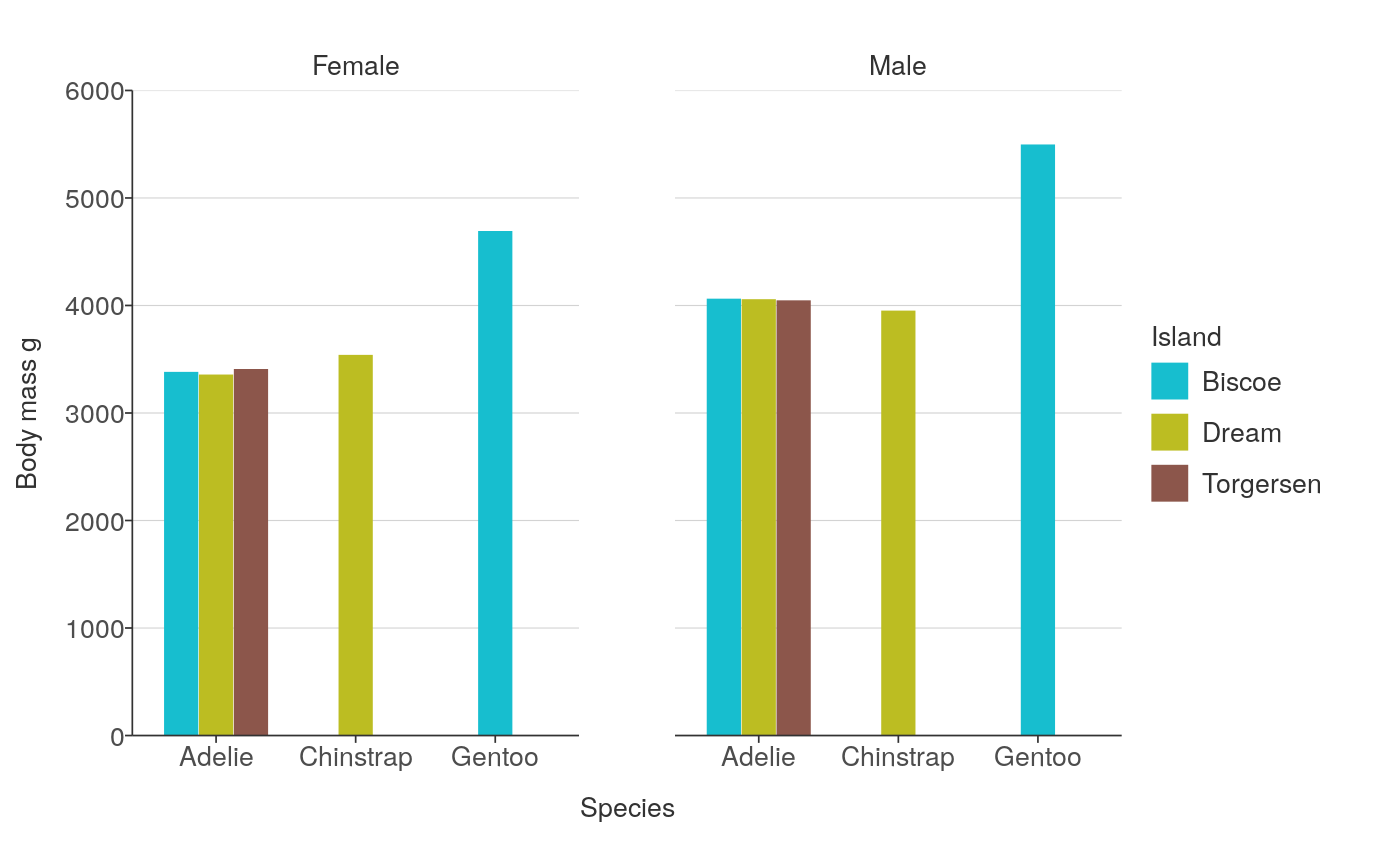 Female
Male
6000
5000
4000
3000
2000
1000
0
Body mass g
Adelie
Chinstrap
Gentoo
Adelie
Chinstrap
Gentoo
Species
Island
Biscoe
Dream
Torgersen